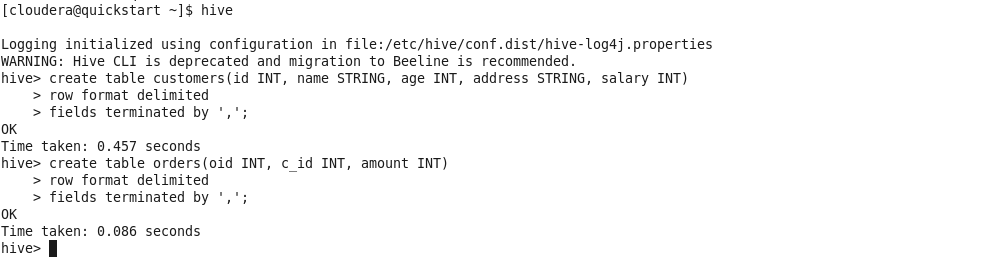 [cloudera@quickstart ~]$ hive
Logging initialized using configuration in file:/etc/hive/conf.dist/hive-log4j.properties
WARNING: Hive CLI is deprecated and migration to Beeline is recommended.
hive> create table customers(id INT, name STRING, age INT, address STRING, salary INT)
    > row format delimited
    > fields terminated by ',';
OK
Time taken: 0.457 seconds
hive> create table orders(oid INT, c_id INT, amount INT)
    > row format delimited
    > fields terminated by ',';
OK
Time taken: 0.086 seconds
hive>